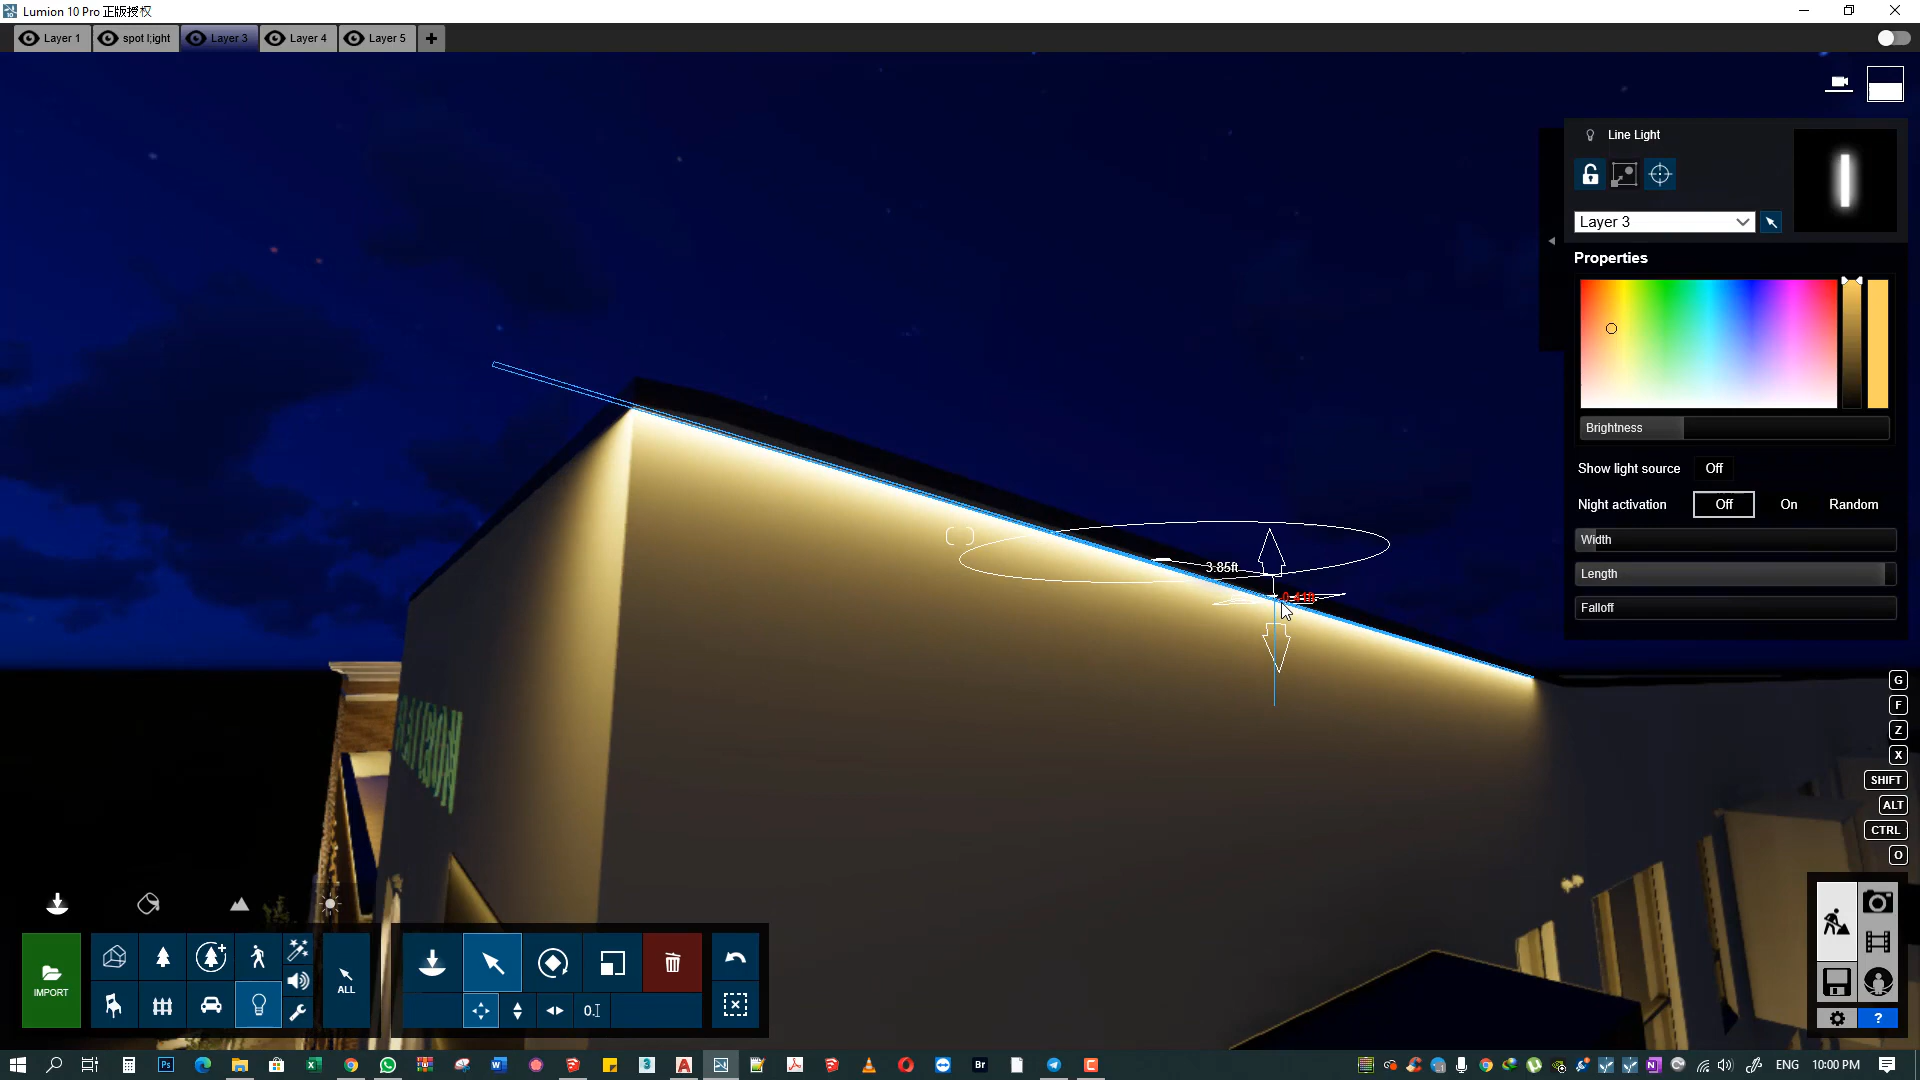 Lumion 10 Pro 正版授权
Layer 1
spot l;ight
Layer 3
Layer 4
Layer 5
+
Line Light
Layer 3
Properties
Brightness
Show light source Off
Night activation Off On Random
Width
Length
Falloff
3.85ft
G
F
Z
X
SHIFT
ALT
CTRL
O
IMPORT
ALL
?
ENG 10:00 PM